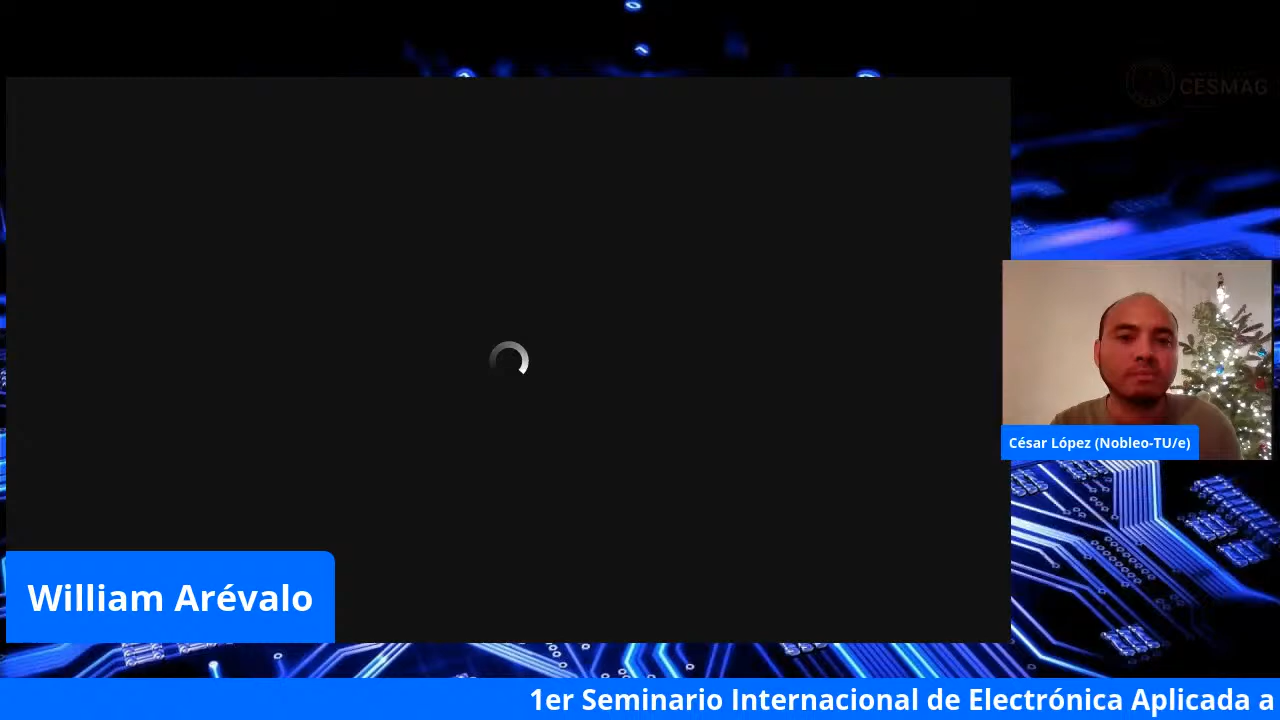 CESMAG
César López (Nobleo-TU/e)
William Arévalo
1er Seminario Internacional de Electrónica Aplicada a